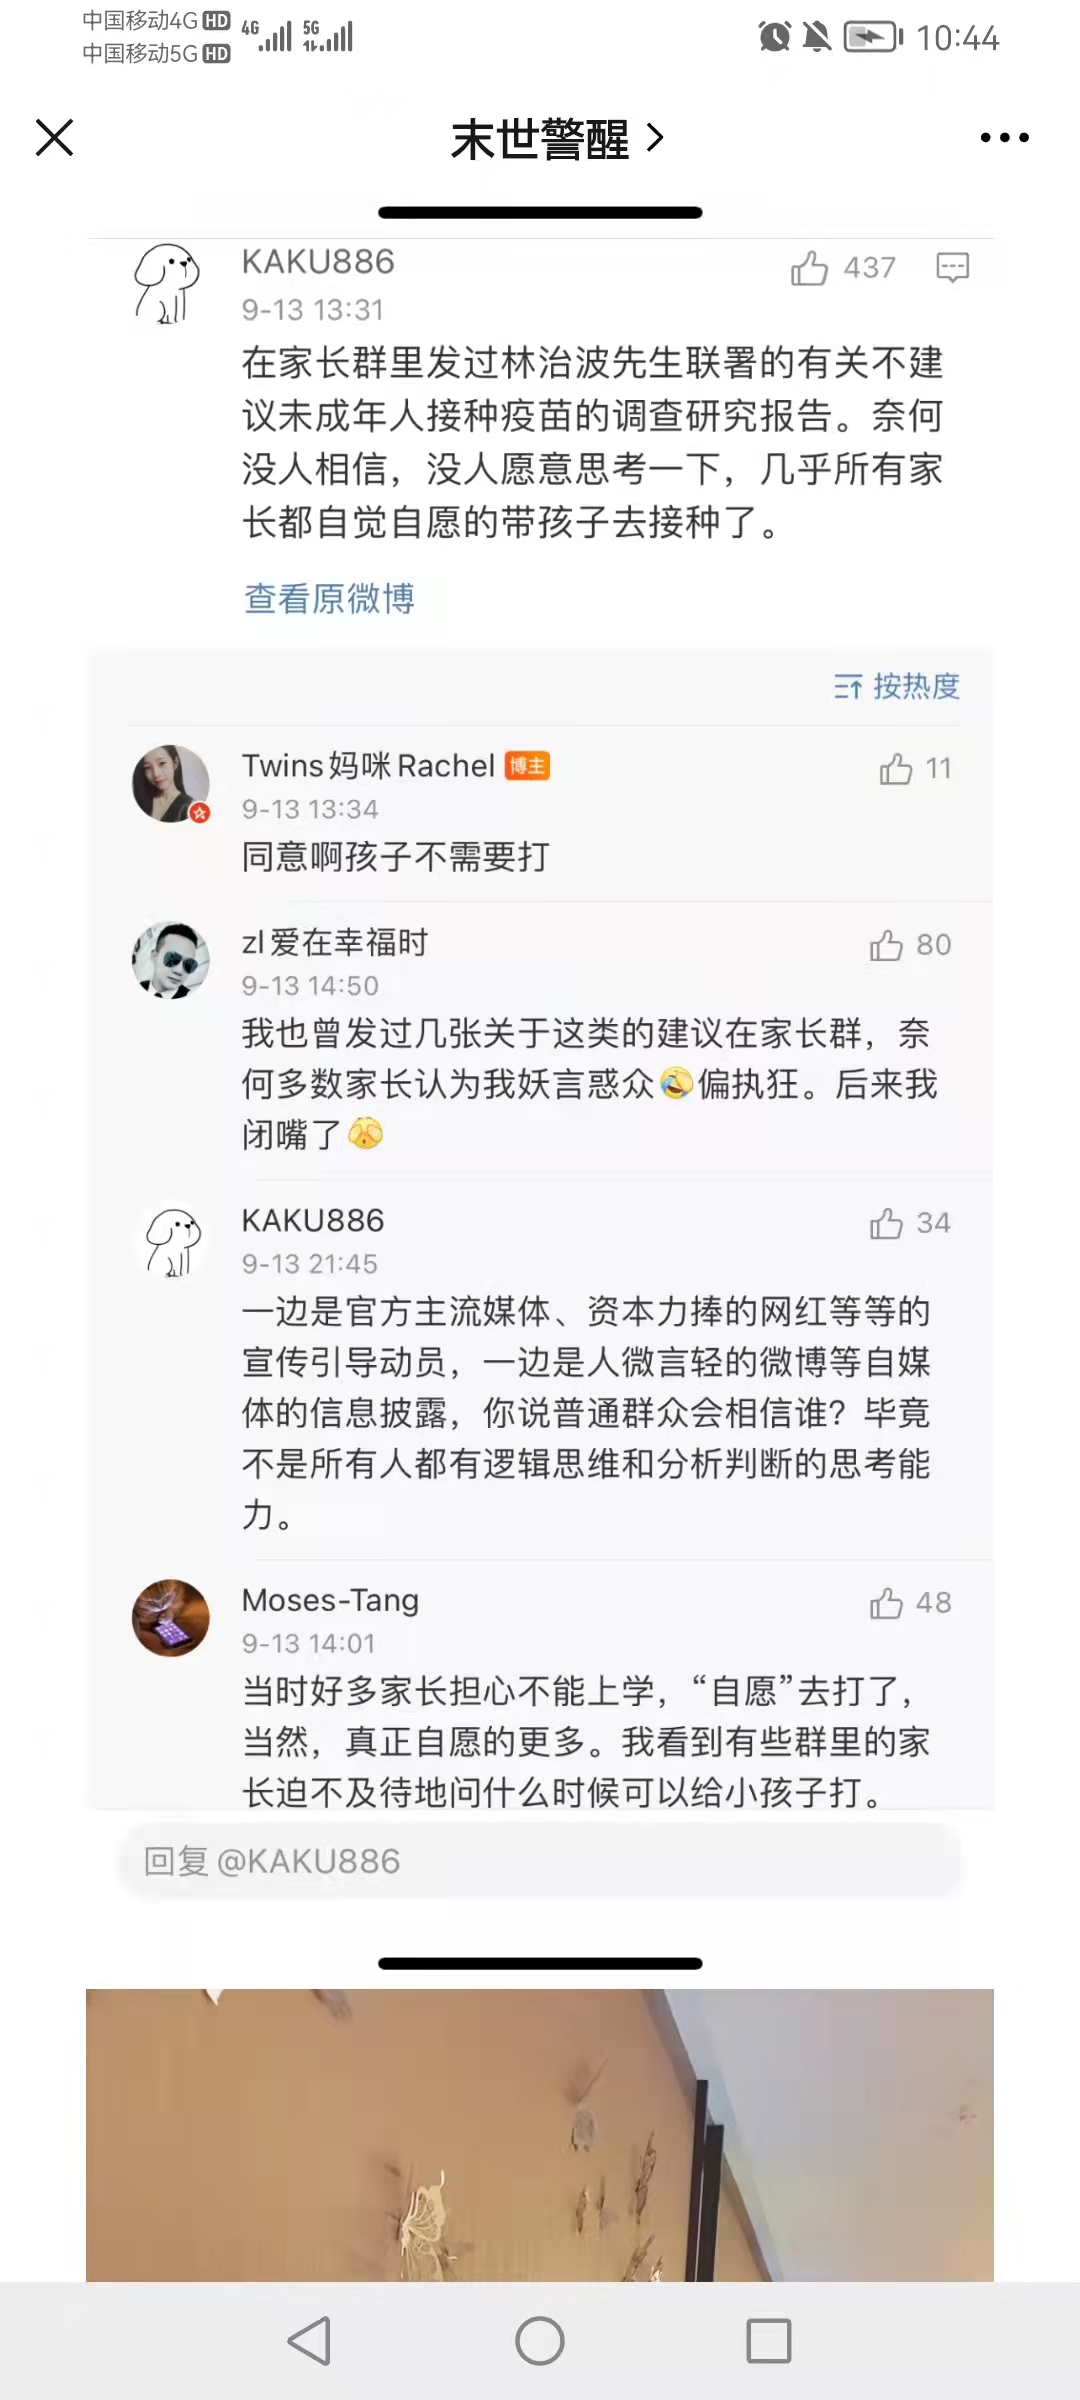 中国移动4G HD 4G 5G 10:44
中国移动5G HD
末世警醒
KAKU886 437
9-13 13:31
在家长群里发过林治波先生联署的有关不建
议未成年人接种疫苗的调查研究报告。奈何
没人相信，没人愿意思考一下，几乎所有家
长都自觉自愿的带孩子去接种了。
查看原微博
按热度
Twins妈咪Rachel 博主 11
9-13 13:34
同意啊孩子不需要打
zl爱在幸福时 80
9-13 14:50
我也曾发过几张关于这类的建议在家长群，奈
何多数家长认为我妖言惑众🤣偏执狂。后来我
闭嘴了🫣
KAKU886 34
9-13 21:45
一边是官方主流媒体、资本力捧的网红等等的
宣传引导动员，一边是人微言轻的微博等自媒
体的信息披露，你说普通群众会相信谁？毕竟
不是所有人都有逻辑思维和分析判断的思考能
力。
Moses-Tang 48
9-13 14:01
当时好多家长担心不能上学，“自愿”去打了，
当然，真正自愿的更多。我看到有些群里的家
长迫不及待地问什么时候可以给小孩子打。
回复 @KAKU886